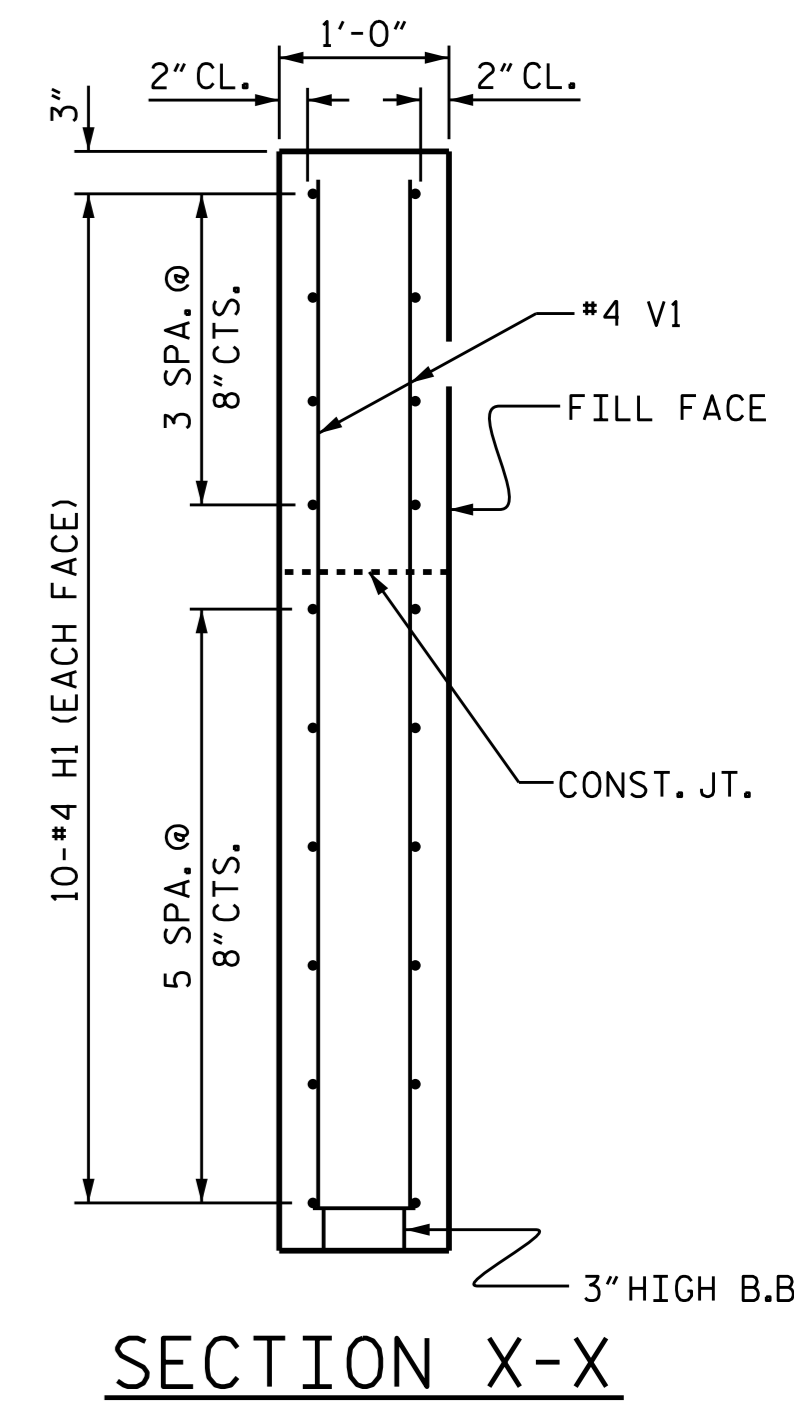 1'-0"
2" CL.
2" CL.
3"
3 SPA. @
8" CTS.
#4 V1
FILL FACE
10-#4 H1 (EACH FACE)
CONST. JT.
5 SPA. @
8" CTS.
3" HIGH B.B
SECTION X-X